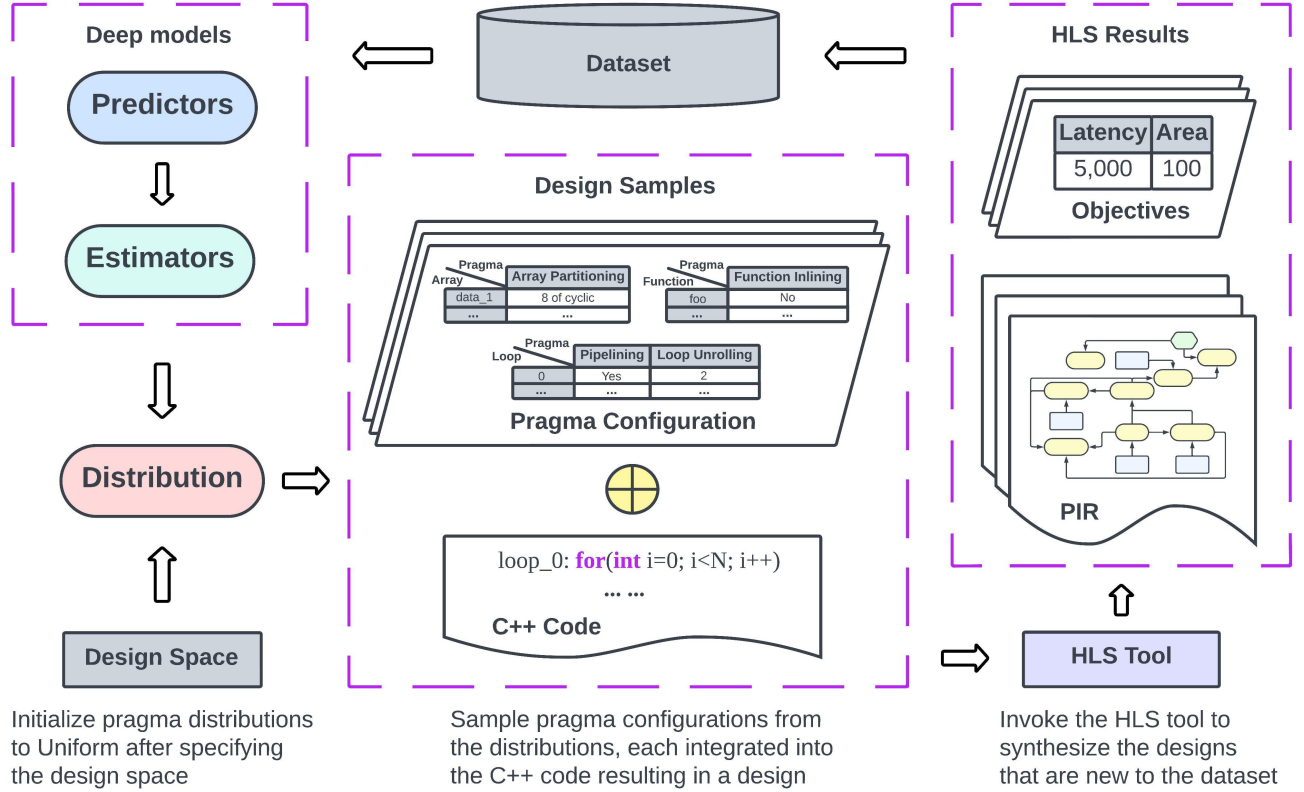 Deep models
Predictors
Estimators
Distribution
Design Space
Initialize pragma distributions
to Uniform after specifying
the design space
Dataset
Design Samples
Pragma
Array
Array Partitioning
data_1
8 of cyclic
...
...
Pragma
Function
Function Inlining
foo
No
...
...
Pragma
Loop
Pipelining
Loop Unrolling
0
Yes
2
...
...
...
Pragma Configuration
loop_0: for(int i=0; i<N; i++)
... ...
C++ Code
Sample pragma configurations from
the distributions, each integrated into
the C++ code resulting in a design
HLS Results
Latency
Area
5,000
100
Objectives
PIR
HLS Tool
Invoke the HLS tool to
synthesize the designs
that are new to the dataset